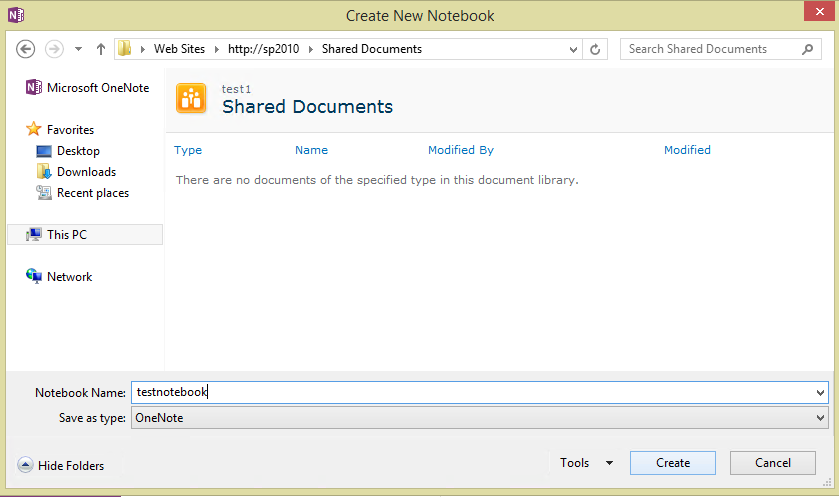 Create New Notebook
Web Sites http://sp2010 Shared Documents
Search Shared Documents
Microsoft OneNote
Favorites
Desktop
Downloads
Recent places
This PC
Network
test1
Shared Documents
Type Name Modified By Modified
There are no documents of the specified type in this document library.
Notebook Name: testnotebook
Save as type: OneNote
Hide Folders
Tools Create Cancel